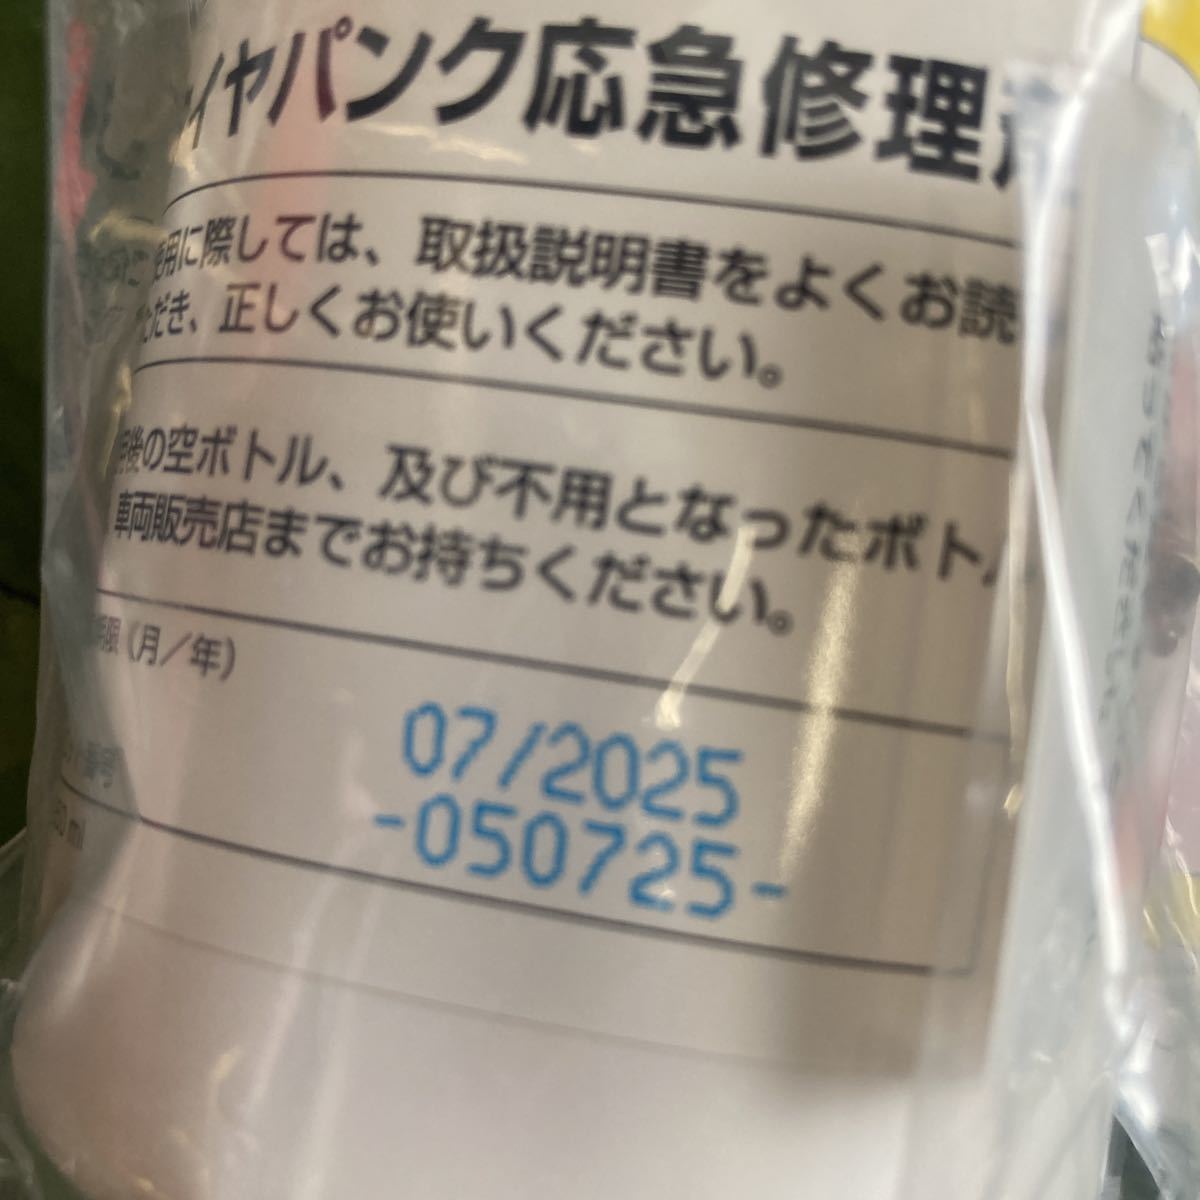 イヤパンク応急修理
使用に際しては、取扱説明書をよくお読
ただき、正しくお使いください。
後の空ボトル、及び不用となったボトル
車両販売店までお持ちください。
期限(月/年)
07/2025
番号
-050725-
ml